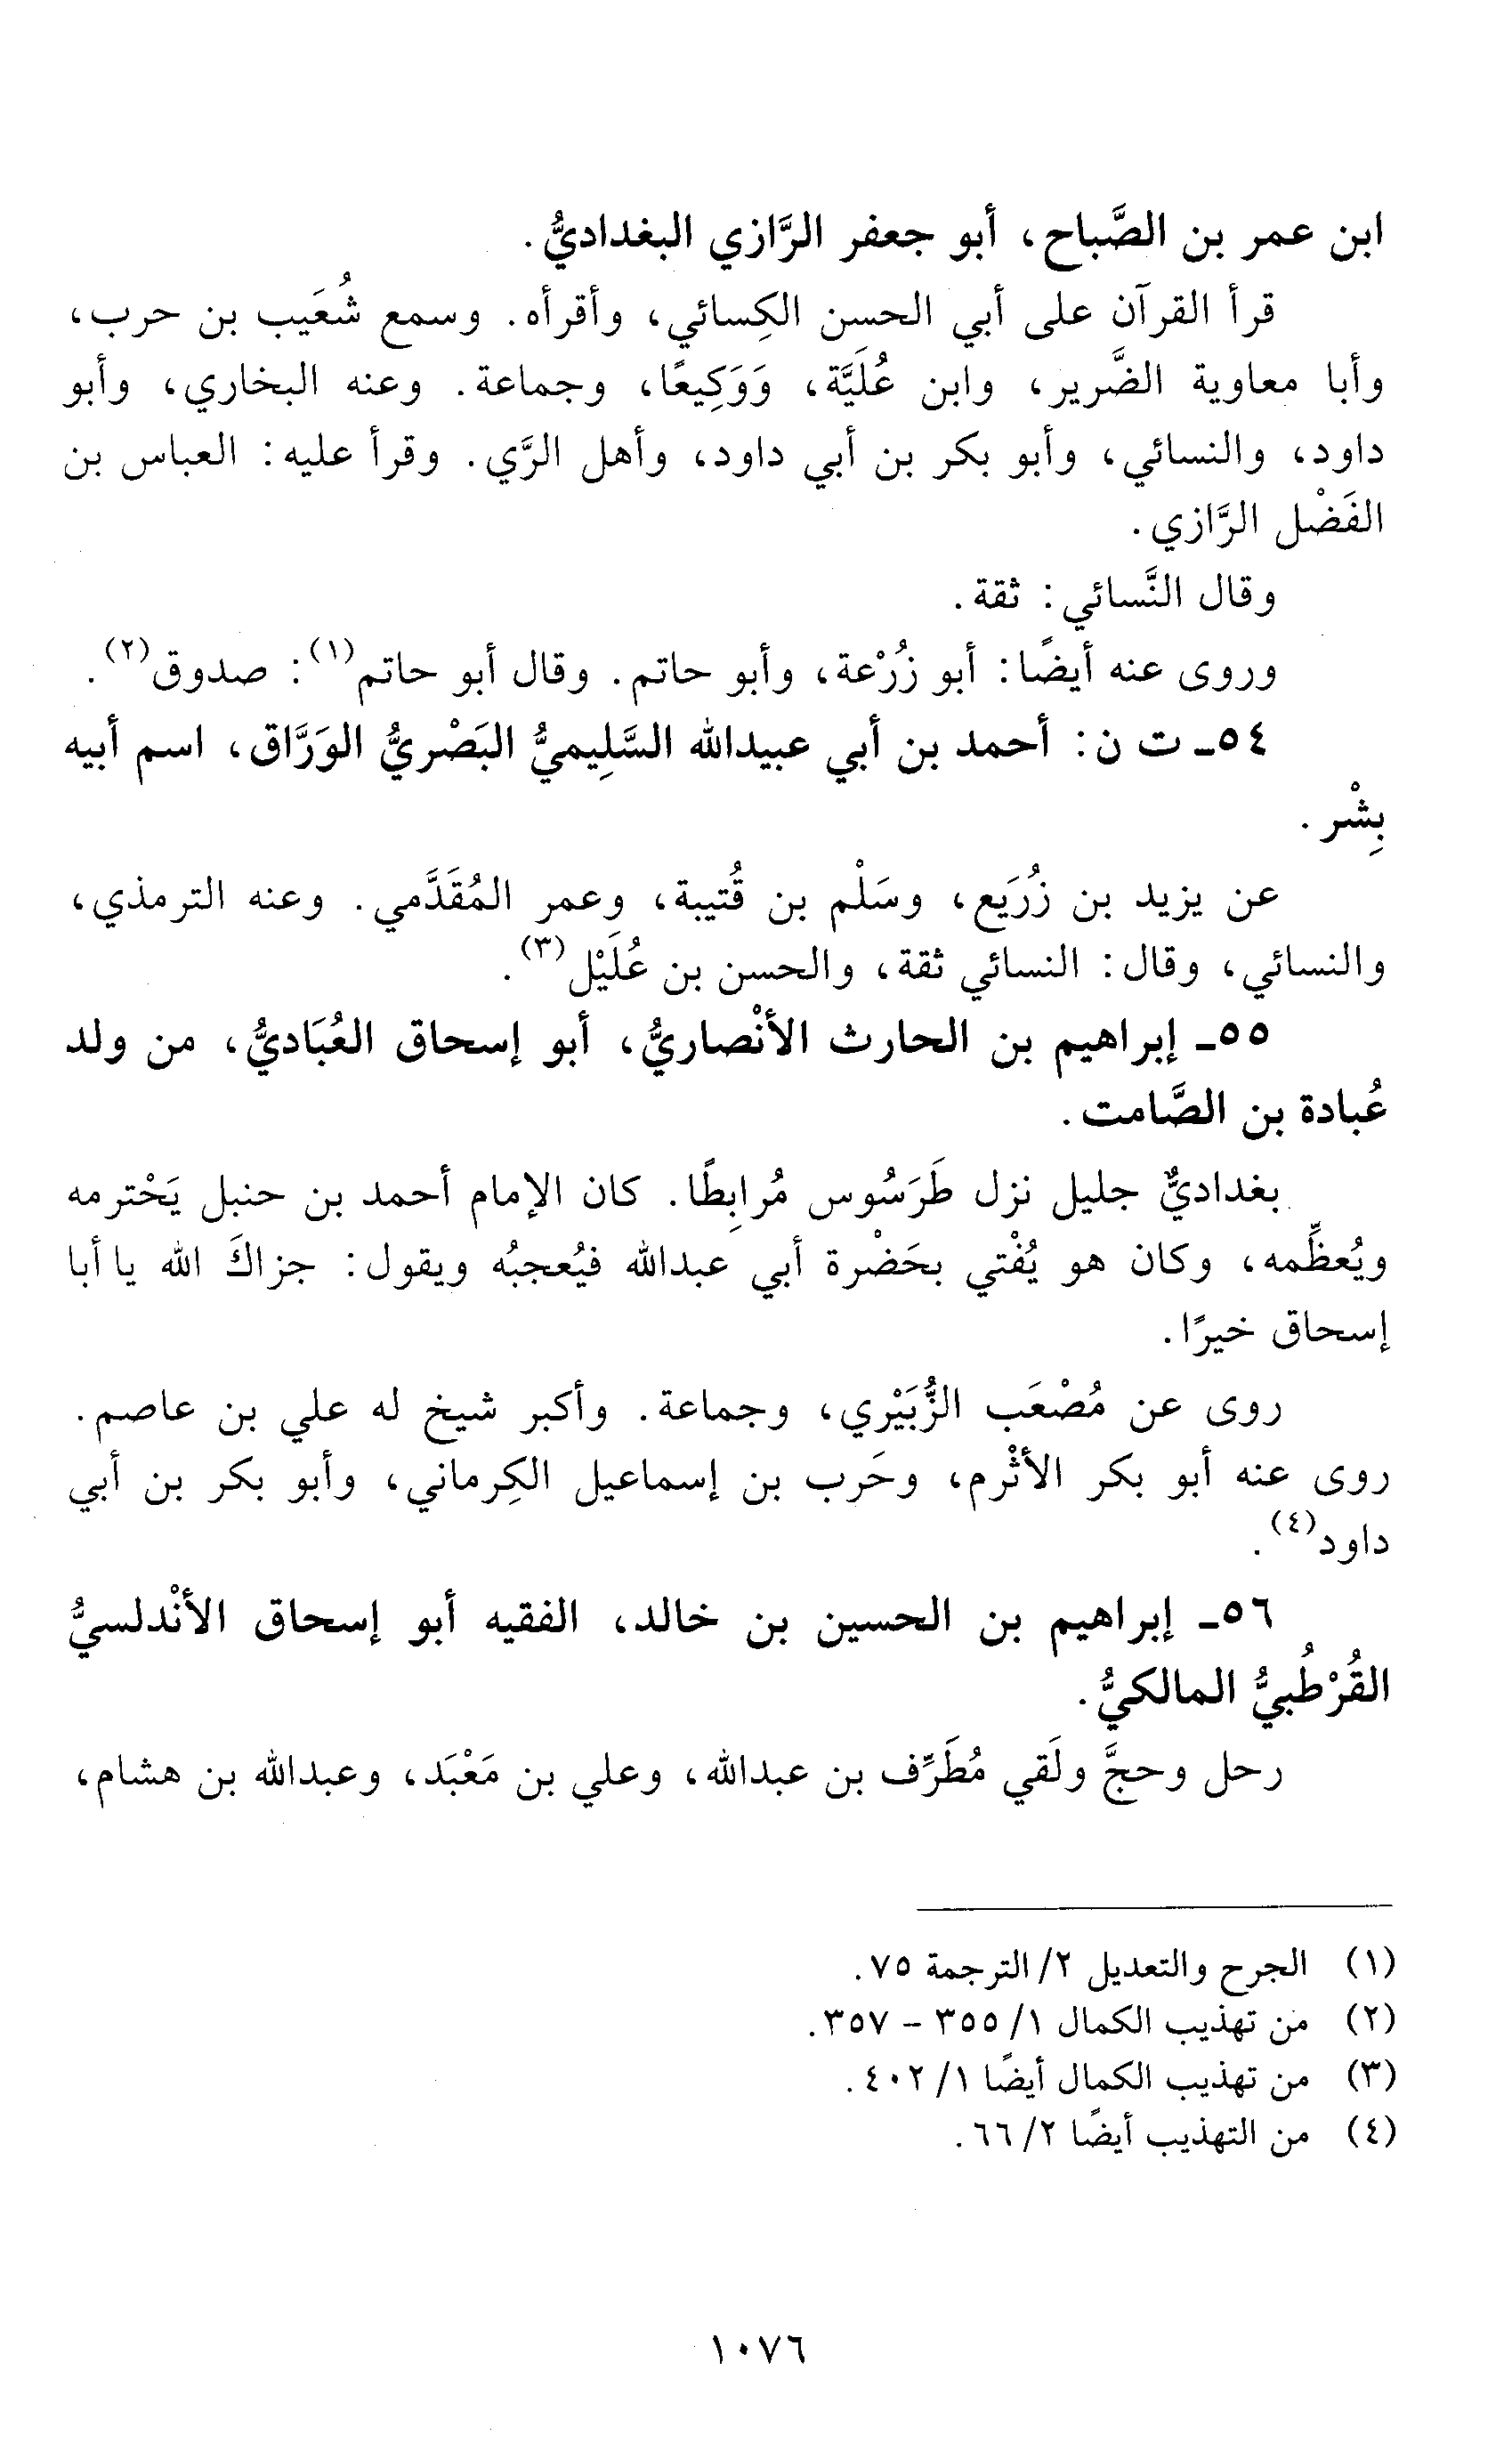 ابن عمر بن الصَّباح، أبو جعفر الرَّازي البغداديُّ.
قرأ القرآن على أبي الحسن الكِسائي، وأقرأه. وسمع شُعَيب بن حرب،
وأبا معاوية الضَّرير، وابن عُلَيَّة، وَوَكِيعًا، وجماعة. وعنه البخاري، وأبو
داود، والنسائي، وأبو بكر بن أبي داود، وأهل الرَّي. وقرأ عليه: العباس بن
الفَضْل الرَّازي.
وقال النَّسائي: ثقة.
وروى عنه أيضًا: أبو زُرْعة، وأبو حاتم. وقال أبو حاتم(١): صدوق(٢).
٥٤ـ ت ن: أحمد بن أبي عبيدالله السَّلِيميُّ البَصْريُّ الوَرَّاق، اسم أبيه
بِشْر.
عن يزيد بن زُرَيع، وسَلْم بن قُتيبة، وعمر المُقَدَّمي. وعنه الترمذي،
والنسائي، وقال: النسائي ثقة، والحسن بن عُلَيْل(٣).
٥٥ـ إبراهيم بن الحارث الأنْصاريُّ، أبو إسحاق العُبَاديُّ، من ولد
عُبادة بن الصَّامت.
بغداديٌّ جليل نزل طَرَسُوس مُرابِطًا. كان الإمام أحمد بن حنبل يَحْترمه
ويُعظِّمه، وكان هو يُفْتي بحَضْرة أبي عبدالله فيُعجبُه ويقول: جزاكَ الله يا أبا
إسحاق خيرًا.
روى عن مُصْعَب الزُّبَيْري، وجماعة. وأكبر شيخ له علي بن عاصم.
روى عنه أبو بكر الأثْرم، وحَرب بن إسماعيل الكِرماني، وأبو بكر بن أبي
داود(٤).
٥٦ـ إبراهيم بن الحسين بن خالد، الفقيه أبو إسحاق الأنْدلسيُّ
القُرْطُبيُّ المالكيُّ.
رحل وحجَّ ولَقي مُطَرِّف بن عبدالله، وعلي بن مَعْبَد، وعبدالله بن هشام،
(١) الجرح والتعديل ٢/ الترجمة ٧٥.
(٢) من تهذيب الكمال ١/ ٣٥٥ - ٣٥٧.
(٣) من تهذيب الكمال أيضًا ١/ ٤٠٢.
(٤) من التهذيب أيضًا ٢/ ٦٦.
١٠٧٦